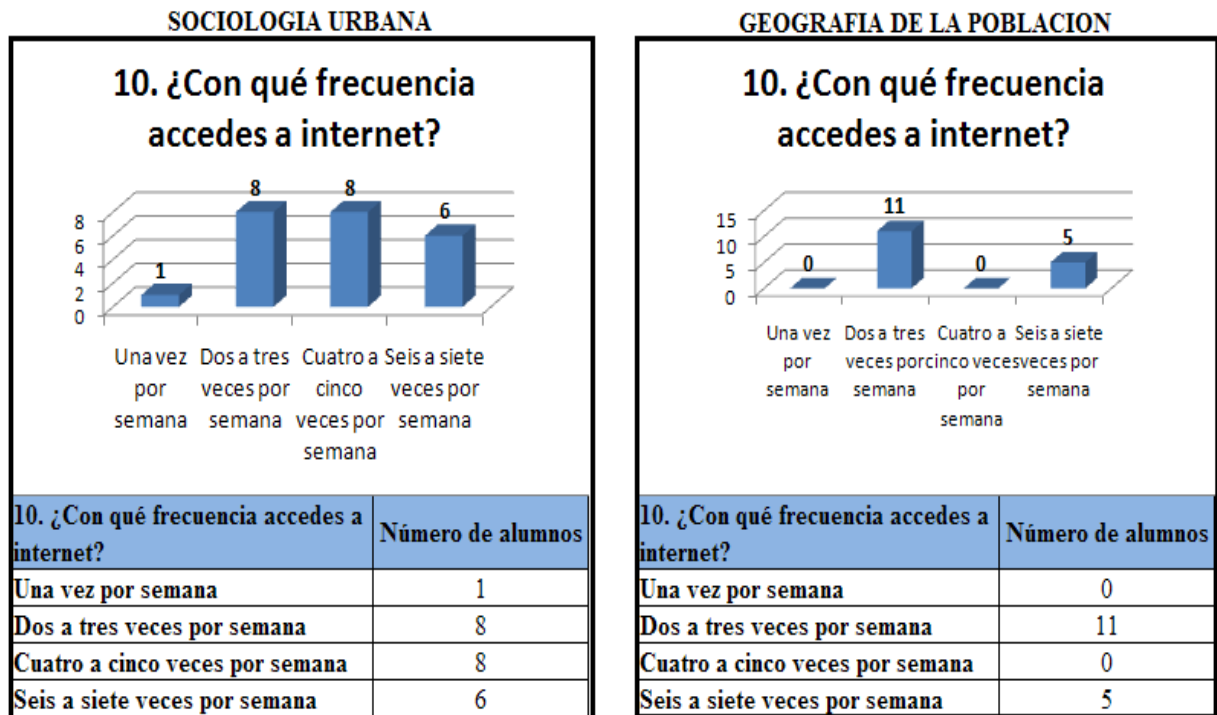 SOCIOLOGIA URBANA
10. ¿Con qué frecuencia
accedes a internet?
8
8
6
1
8
6
4
2
0
Una vez Dos a tres Cuatro a Seis a siete
por veces por cinco veces por
semana semana veces por semana
semana
10. ¿Con qué frecuencia accedes a
internet?
Número de alumnos
Una vez por semana 1
Dos a tres veces por semana 8
Cuatro a cinco veces por semana 8
Seis a siete veces por semana 6
GEOGRAFIA DE LA POBLACION
10. ¿Con qué frecuencia
accedes a internet?
11
5
0
0
15
10
5
0
Una vez Dos a tres Cuatro a Seis a siete
por veces por cinco veces veces por
semana semana por semana
semana
10. ¿Con qué frecuencia accedes a
internet?
Número de alumnos
Una vez por semana 0
Dos a tres veces por semana 11
Cuatro a cinco veces por semana 0
Seis a siete veces por semana 5